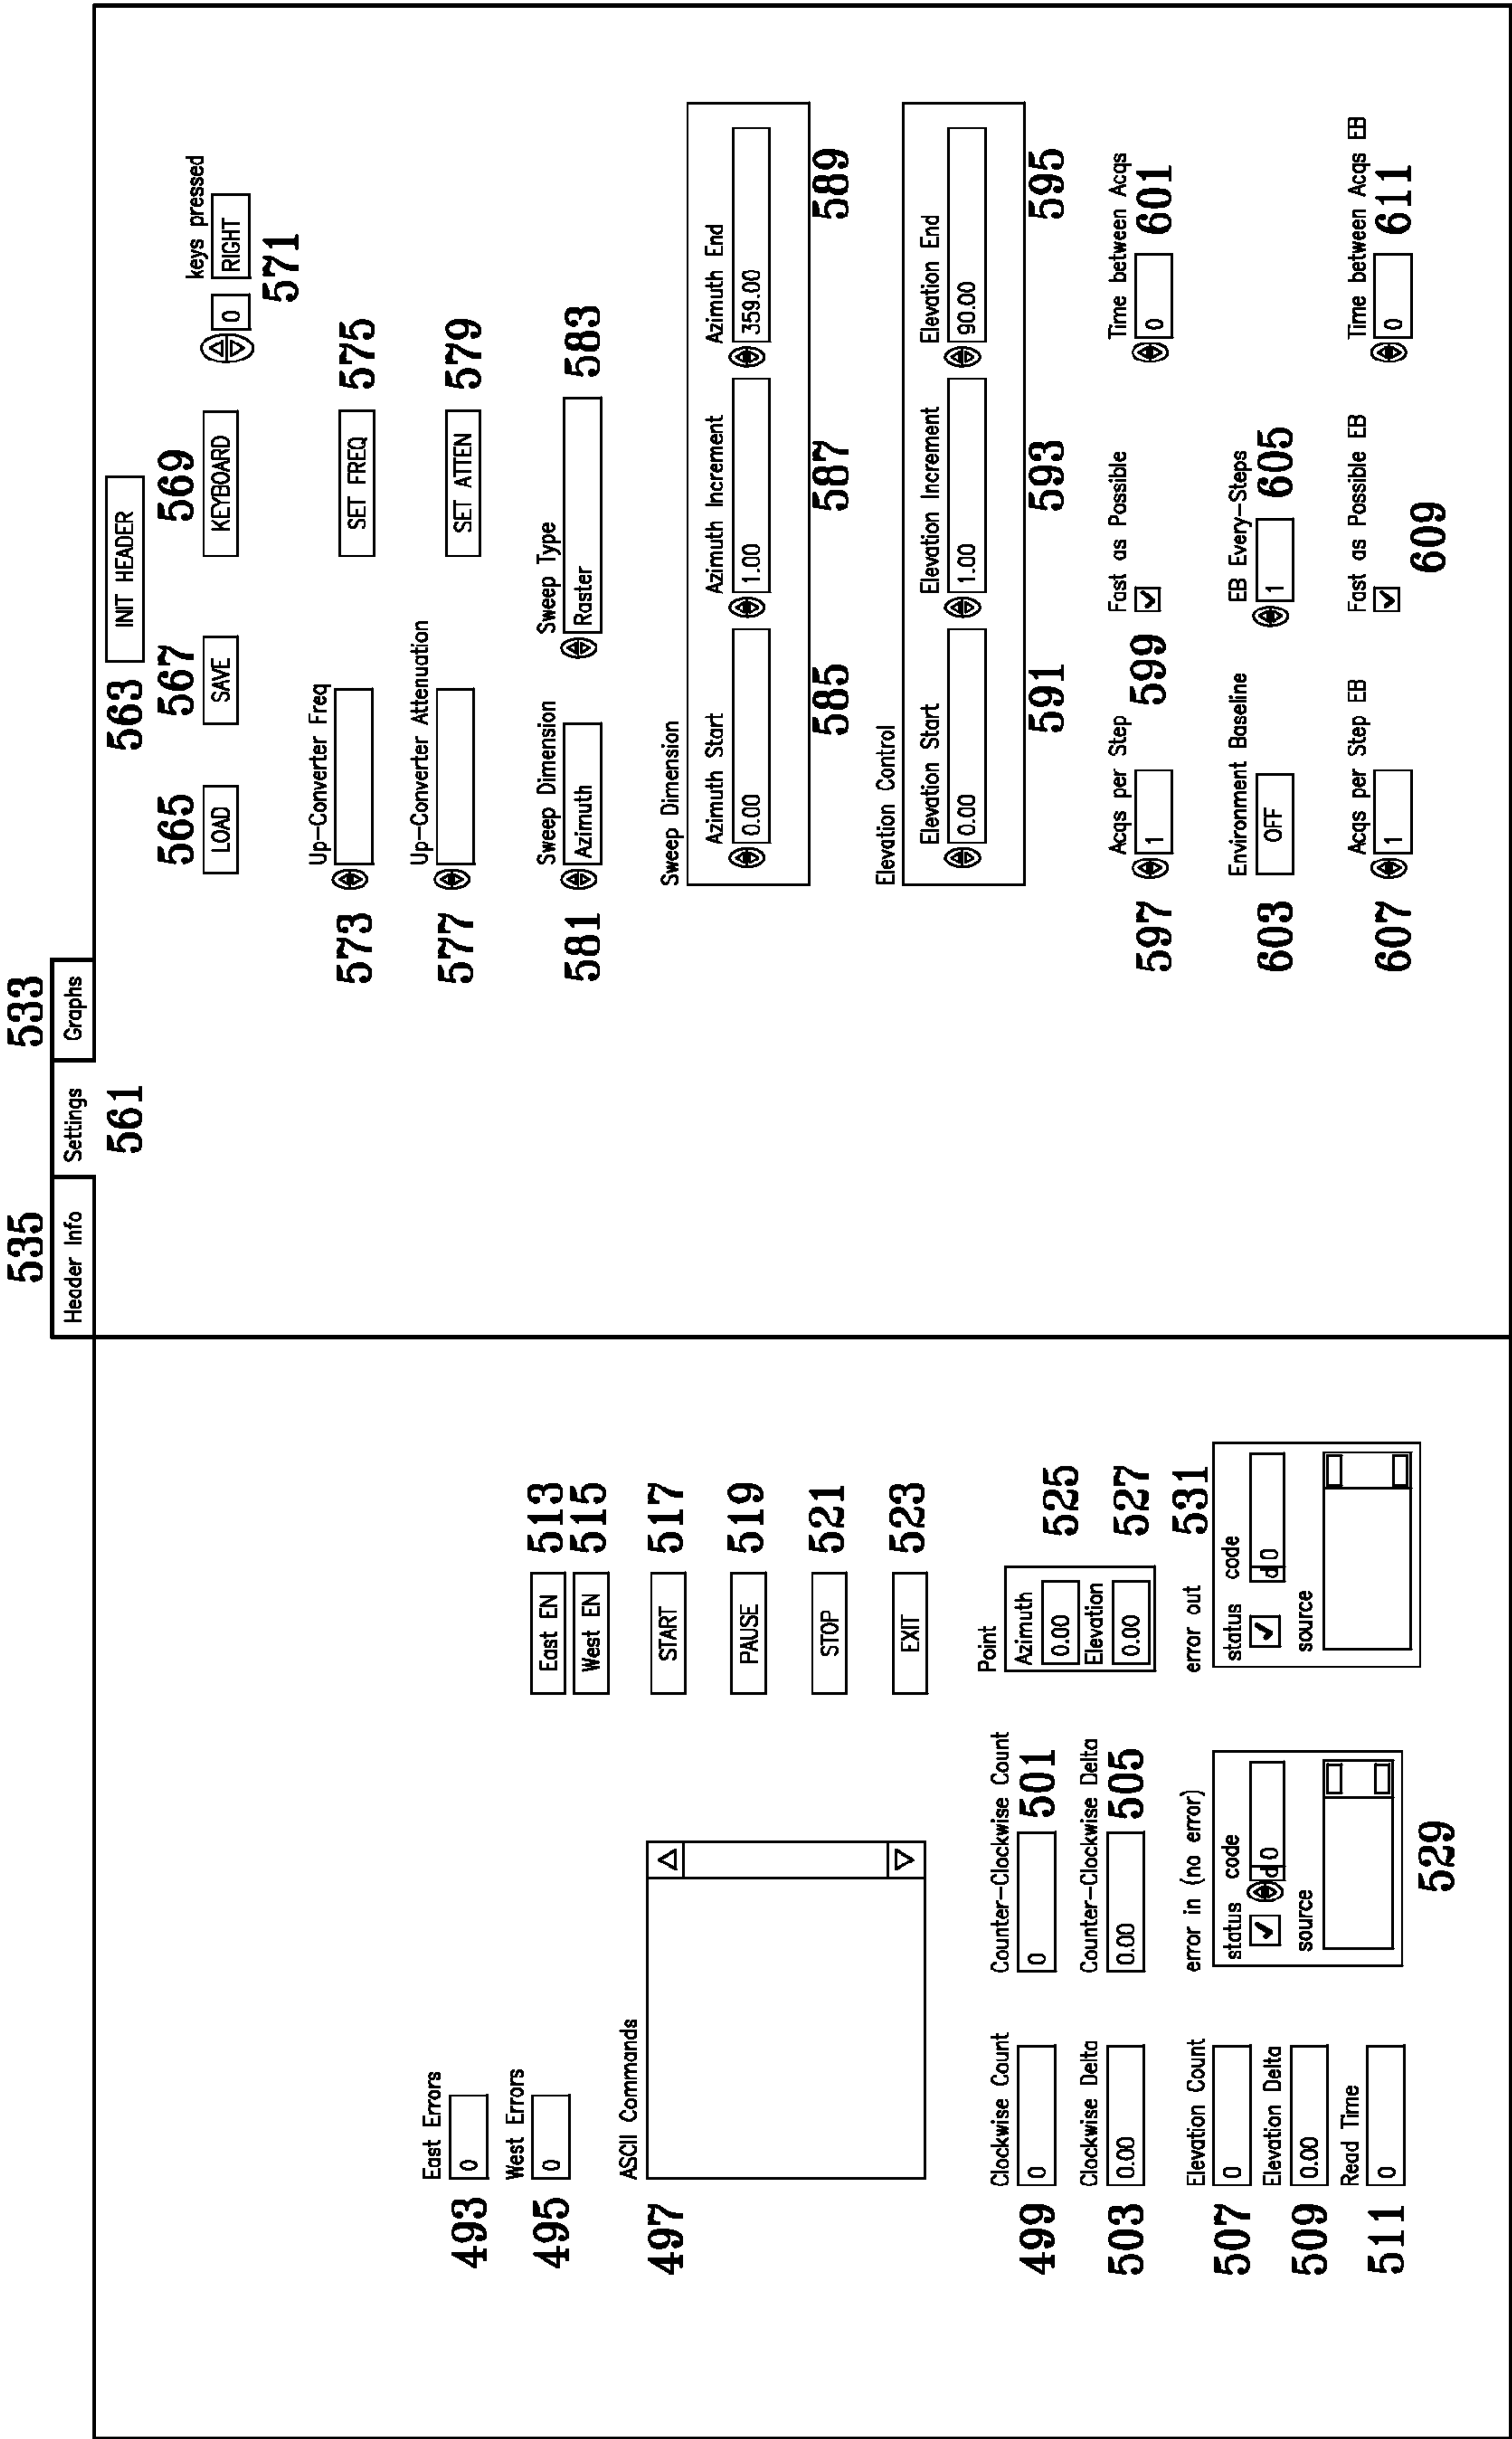 535
533
Header Info
Settings
Graphs
561
East Errors
493
0
West Errors
495
0
ASCII Commands
497
East EN
513
West EN
515
START
517
PAUSE
519
STOP
521
EXIT
523
Clockwise Count
499
0
Counter-Clockwise Count
0
501
Clockwise Delta
503
0.00
Counter-Clockwise Delta
0.00
505
Point
Azimuth
0.00
525
Elevation
0.00
527
Elevation Count
507
0
Elevation Delta
509
0.00
Read Time
511
0
error in (no error)
status
code
d 0
source
529
error out
531
status
code
d 0
source
563
INIT HEADER
565
567
569
LOAD
SAVE
KEYBOARD
keys pressed
0
RIGHT
571
Up-Converter Freq
573
SET FREQ
575
Up-Converter Attenuation
577
SET ATTEN
579
Sweep Dimension
Sweep Type
581
Azimuth
Raster
583
Sweep Dimension
Azimuth Start
Azimuth Increment
Azimuth End
0.00
1.00
359.00
585
587
589
Elevation Control
Elevation Start
Elevation Increment
Elevation End
0.00
1.00
90.00
591
593
595
Acqs per Step
599
Fast as Possible
Time between Acqs
597
1
0
601
Environment Baseline
EB Every-Steps
603
OFF
1
605
Acqs per Step EB
Fast as Possible EB
Time between Acqs EB
607
1
0
611
609